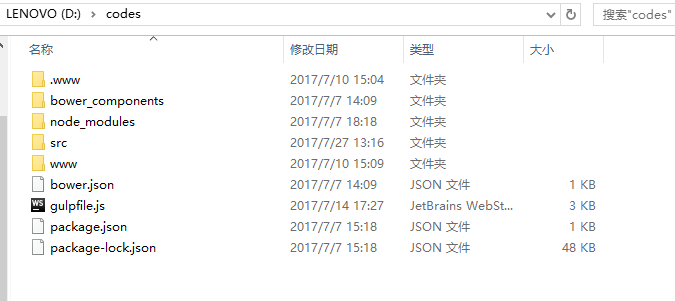 LENOVO (D:) › codes 搜索"codes"
名称 修改日期 类型 大小
.www 2017/7/10 15:04 文件夹
bower_components 2017/7/7 14:09 文件夹
node_modules 2017/7/7 18:18 文件夹
src 2017/7/27 13:16 文件夹
www 2017/7/10 15:09 文件夹
bower.json 2017/7/7 14:09 JSON 文件 1 KB
WS gulpfile.js 2017/7/14 17:27 JetBrains WebSt... 3 KB
package.json 2017/7/7 15:18 JSON 文件 1 KB
package-lock.json 2017/7/7 15:18 JSON 文件 48 KB